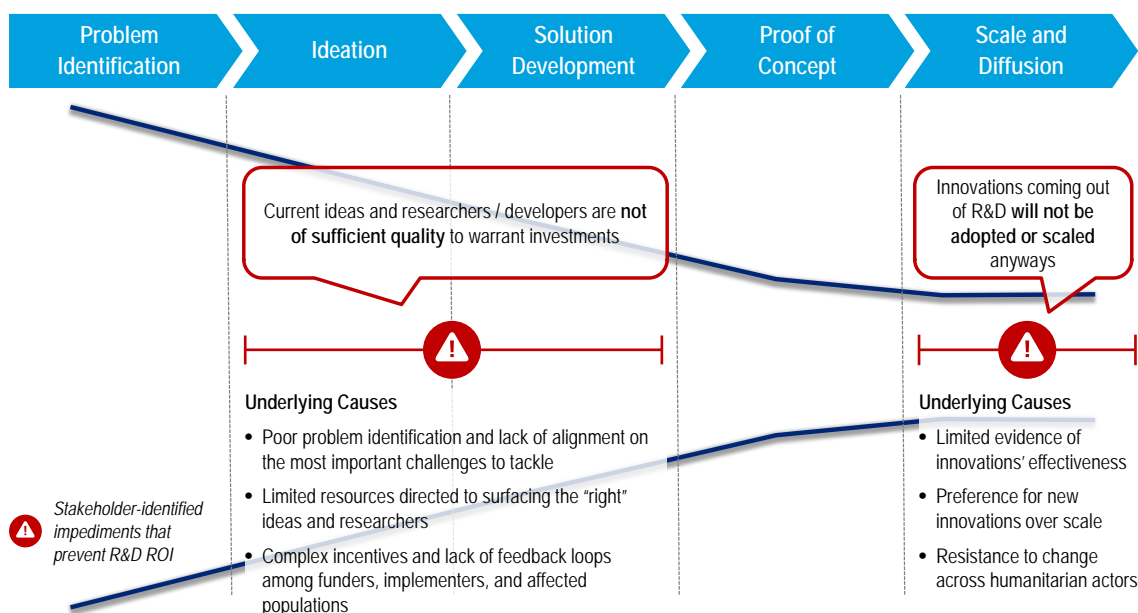 Problem
Identification
Ideation
Solution
Development
Proof of
Concept
Scale and
Diffusion
Current ideas and researchers / developers are not
of sufficient quality to warrant investments
Innovations coming out
of R&D will not be
adopted or scaled
anyways
Underlying Causes
• Poor problem identification and lack of alignment on
the most important challenges to tackle
• Limited resources directed to surfacing the “right”
ideas and researchers
• Complex incentives and lack of feedback loops
among funders, implementers, and affected
populations
Underlying Causes
• Limited evidence of
innovations’ effectiveness
• Preference for new
innovations over scale
• Resistance to change
across humanitarian actors
Stakeholder-identified
impediments that
prevent R&D ROI